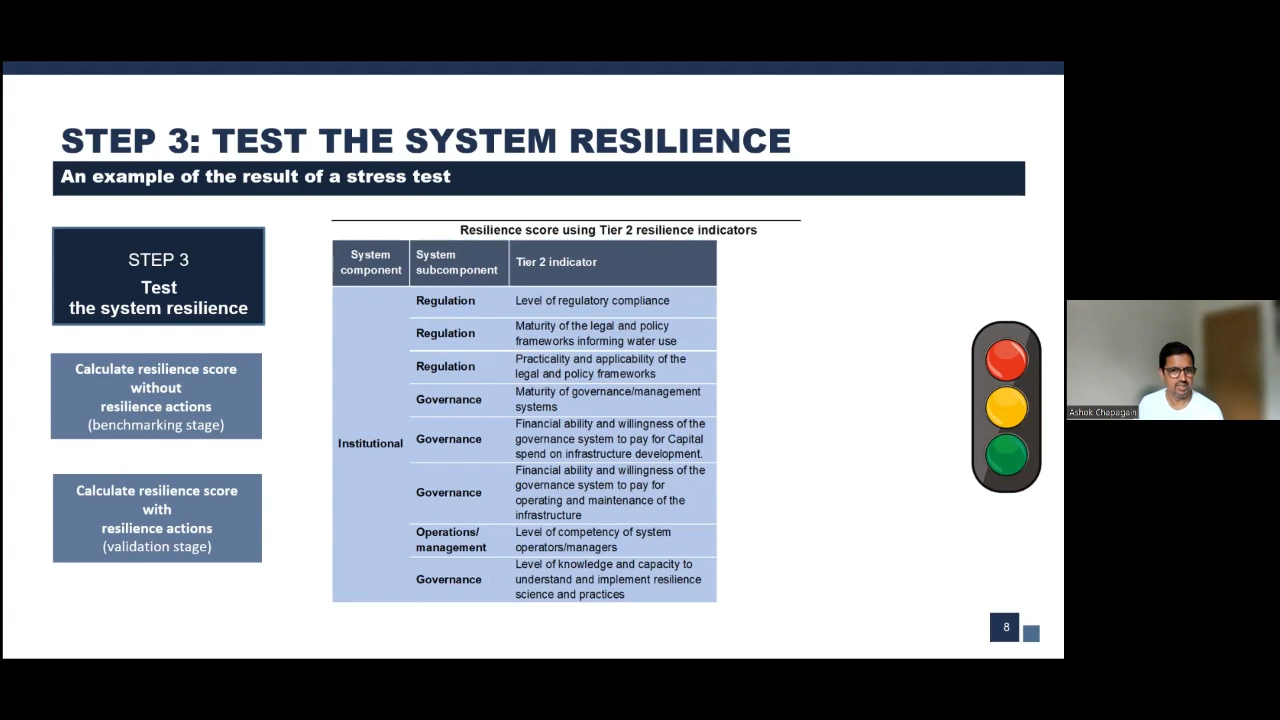 STEP 3: TEST THE SYSTEM RESILIENCE
An example of the result of a stress test
STEP 3
Test
the system resilience
Calculate resilience score
without
resilience actions
(benchmarking stage)
Calculate resilience score
with
resilience actions
(validation stage)
Resilience score using Tier 2 resilience indicators
System
component
System
subcomponent
Tier 2 indicator
Institutional
Regulation
Level of regulatory compliance
Regulation
Maturity of the legal and policy
frameworks informing water use
Regulation
Practicality and applicability of the
legal and policy frameworks
Governance
Maturity of governance/management
systems
Governance
Financial ability and willingness of the
governance system to pay for Capital
spend on infrastructure development.
Governance
Financial ability and willingness of the
governance system to pay for
operating and maintenance of the
infrastructure
Operations/
management
Level of competency of system
operators/managers
Governance
Level of knowledge and capacity to
understand and implement resilience
science and practices
8
Ashok Chapagain